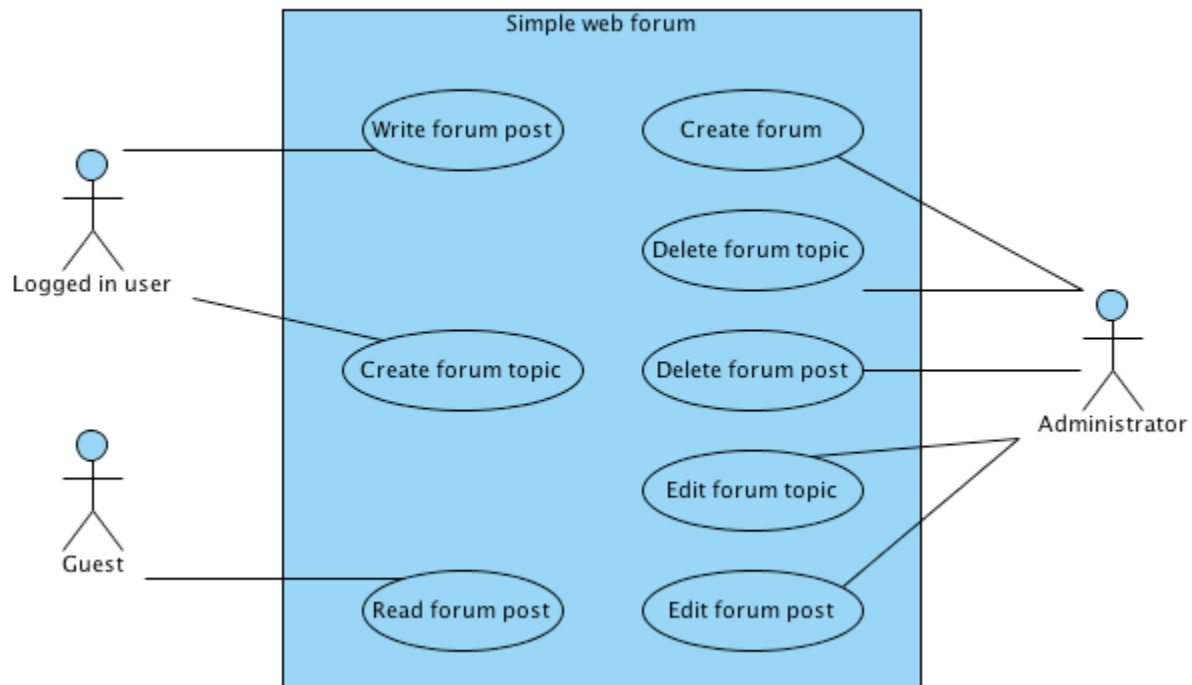 Simple web forum
Write forum post
Create forum
Delete forum topic
Logged in user
Create forum topic
Delete forum post
Administrator
Edit forum topic
Guest
Read forum post
Edit forum post